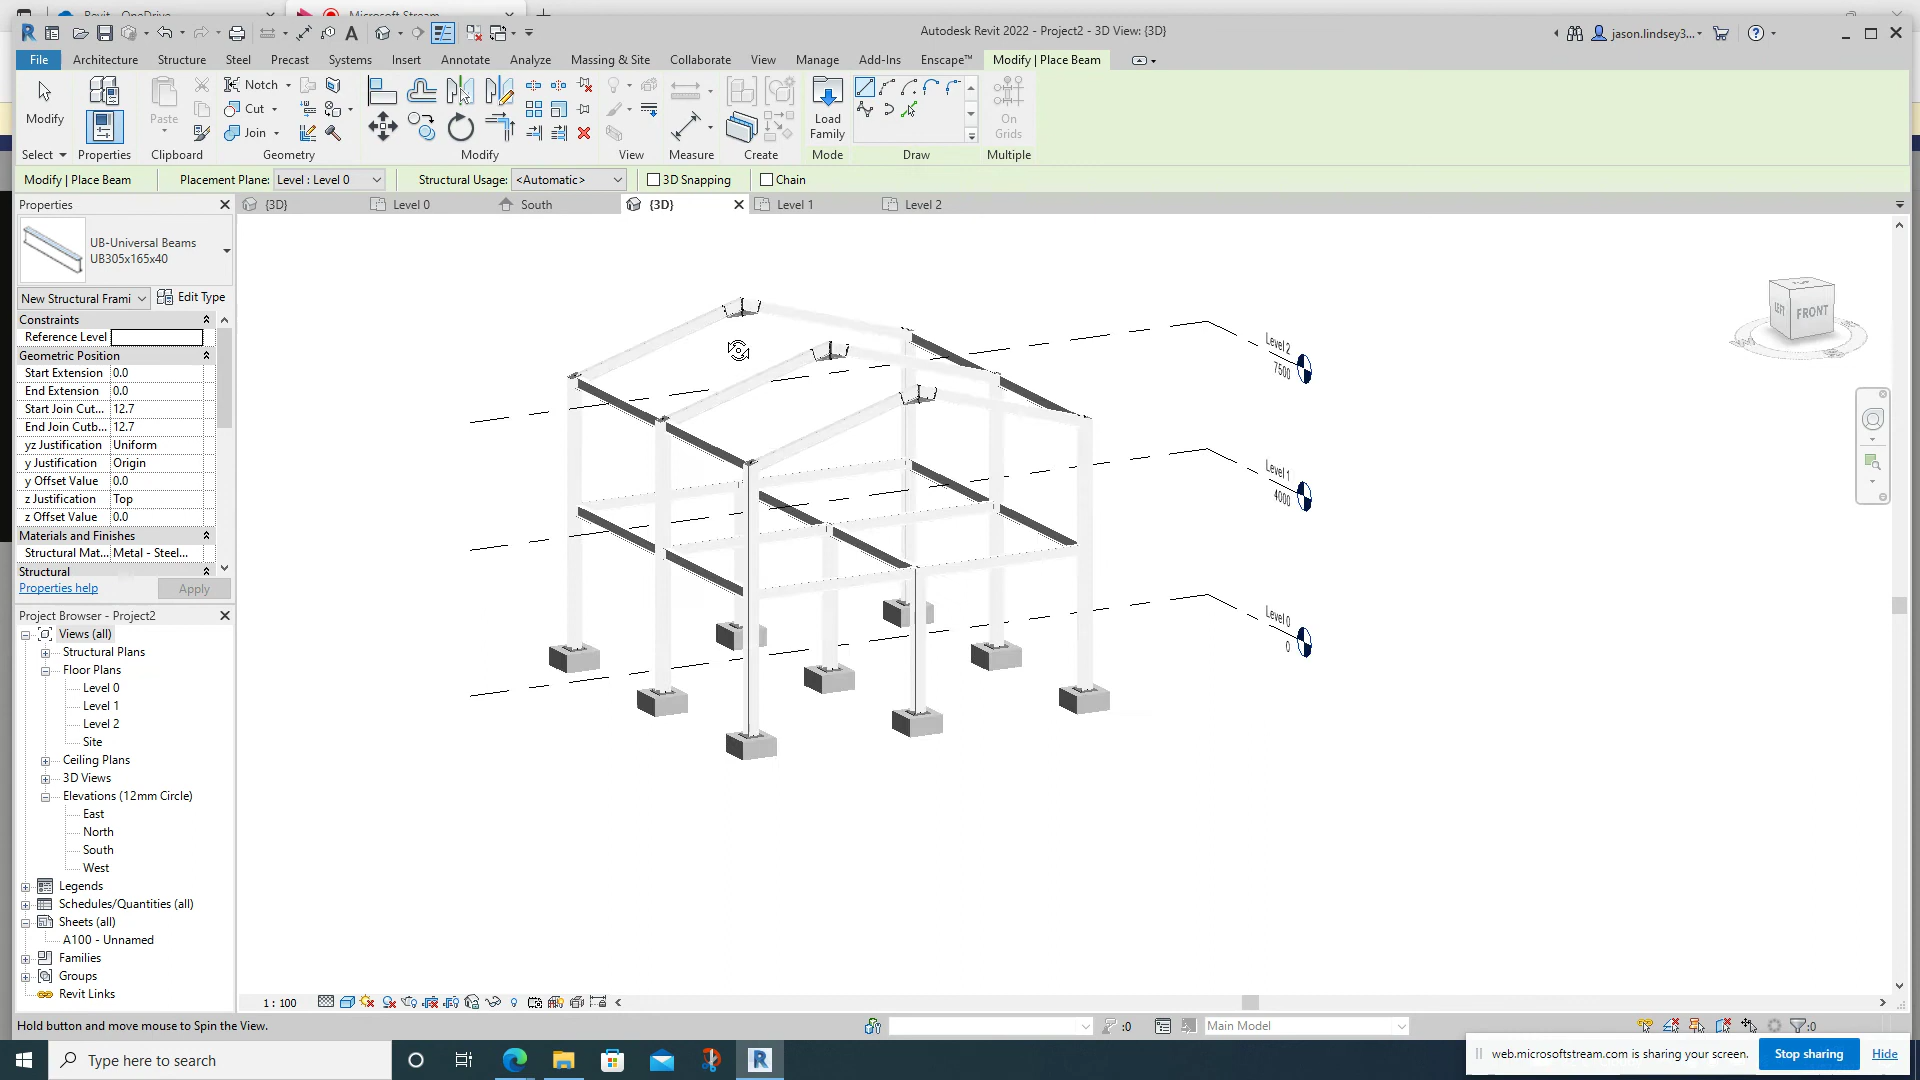 Revit - OneDrive
Microsoft Stream
Autodesk Revit 2022 - Project2 - 3D View: {3D}
jason.lindsey3...
File Architecture Structure Steel Precast Systems Insert Annotate Analyze Massing & Site Collaborate View Manage Add-Ins Enscape™ Modify | Place Beam
Modify
Paste
Notch
Cut
Join
Load
Family
On
Grids
Select Properties Clipboard Geometry Modify View Measure Create Mode Draw Multiple
Modify | Place Beam Placement Plane: Level : Level 0 Structural Usage: <Automatic> 3D Snapping Chain
Properties
{3D} Level 0 South {3D} Level 1 Level 2
UB-Universal Beams
UB305x165x40
New Structural Frami Edit Type
Constraints
Reference Level
Geometric Position
Start Extension 0.0
End Extension 0.0
Start Join Cut... 12.7
End Join Cutb... 12.7
yz Justification Uniform
y Justification Origin
y Offset Value 0.0
z Justification Top
z Offset Value 0.0
Materials and Finishes
Structural Mat... Metal - Steel...
Structural
Properties help Apply
TOP
LEFT
FRONT
Level 2
7500
Level 1
4000
Level 0
0
Project Browser - Project2
Views (all)
Structural Plans
Floor Plans
Level 0
Level 1
Level 2
Site
Ceiling Plans
3D Views
Elevations (12mm Circle)
East
North
South
West
Legends
Schedules/Quantities (all)
Sheets (all)
A100 - Unnamed
Families
Groups
Revit Links
1 : 100
Hold button and move mouse to Spin the View.
:0
Main Model
:0
Type here to search
web.microsoftstream.com is sharing your screen.
Stop sharing
Hide